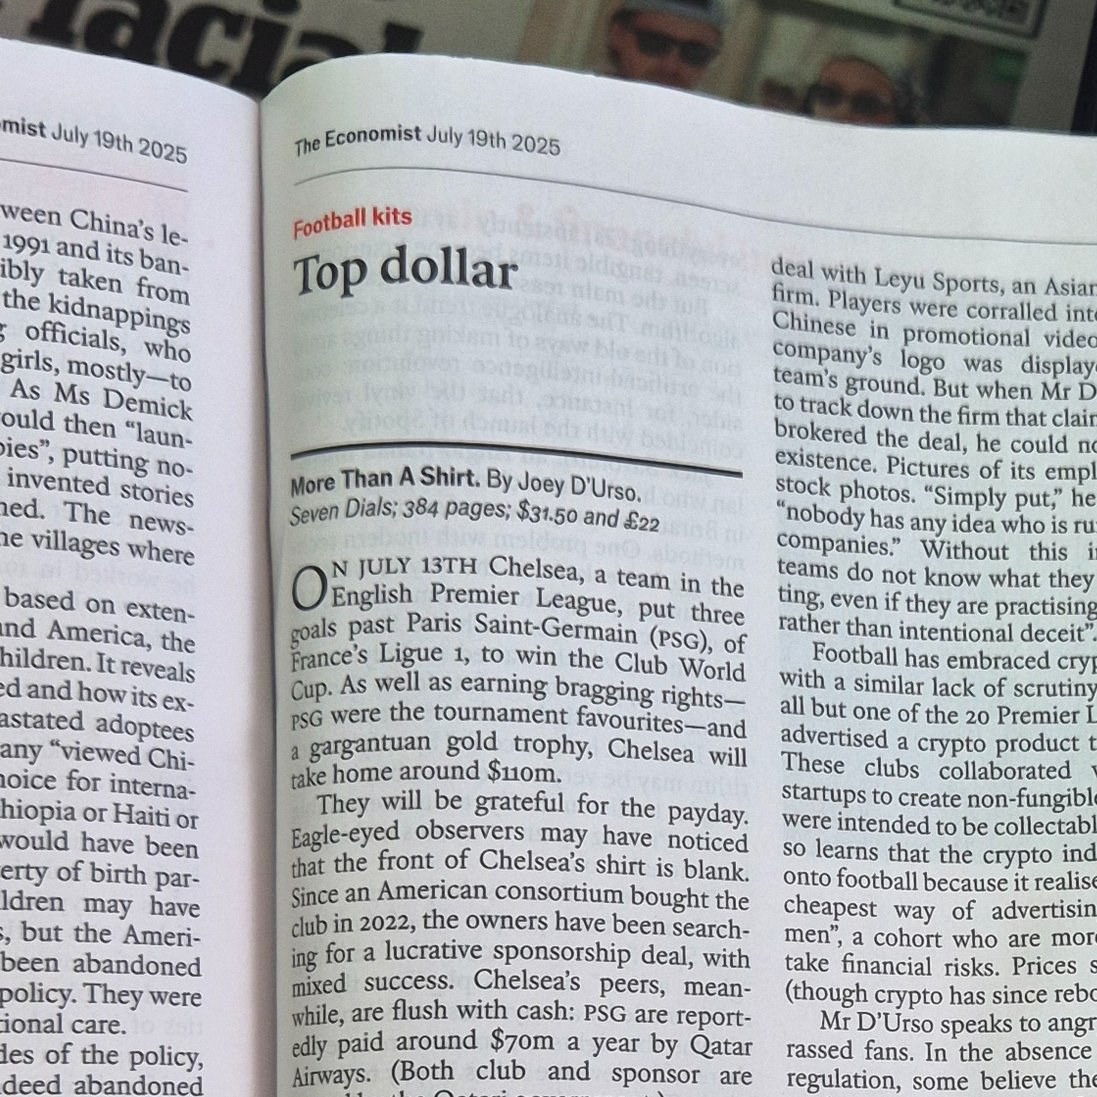 facial
mist July 19th 2025
ween China's le-
1991 and its ban-
ibly taken from
the kidnappings
officials, who
girls, mostly—to
As Ms Demick
ould then “laun-
ies”, putting no-
invented stories
ned. The news-
he villages where
based on exten-
and America, the
hildren. It reveals
ed and how its ex-
astated adoptees
any “viewed Chi-
hoice for interna-
thiopia or Haiti or
would have been
erty of birth par-
ldren may have
s, but the Ameri-
been abandoned
policy. They were
tional care.
des of the policy,
ndeed abandoned
The Economist July 19th 2025
Football kits
Top dollar
More Than A Shirt. By Joey D'Urso.
Seven Dials; 384 pages; $31.50 and £22
ON JULY 13TH Chelsea, a team in the
English Premier League, put three
goals past Paris Saint-Germain (PSG), of
France's Ligue 1, to win the Club World
Cup. As well as earning bragging rights—
PSG were the tournament favourites—and
a gargantuan gold trophy, Chelsea will
take home around $110m.
They will be grateful for the payday.
Eagle-eyed observers may have noticed
that the front of Chelsea's shirt is blank.
Since an American consortium bought the
club in 2022, the owners have been search-
ing for a lucrative sponsorship deal, with
mixed success. Chelsea's peers, mean-
while, are flush with cash: PSG are report-
edly paid around $70m a year by Qatar
Airways. (Both club and sponsor are
deal with Leyu Sports, an Asian
firm. Players were corralled into
Chinese in promotional video
company's logo was display
team's ground. But when Mr D
to track down the firm that clai
brokered the deal, he could no
existence. Pictures of its empl
stock photos. “Simply put,” he
“nobody has any idea who is ru
companies.” Without this i
teams do not know what they
ting, even if they are practising
rather than intentional deceit”.
Football has embraced cryp
with a similar lack of scrutiny
all but one of the 20 Premier L
advertised a crypto product t
These clubs collaborated
startups to create non-fungible
were intended to be collectabl
so learns that the crypto ind
onto football because it realise
cheapest way of advertisin
men”, a cohort who are more
take financial risks. Prices s
(though crypto has since rebo
Mr D'Urso speaks to angr
rassed fans. In the absence
regulation, some believe the